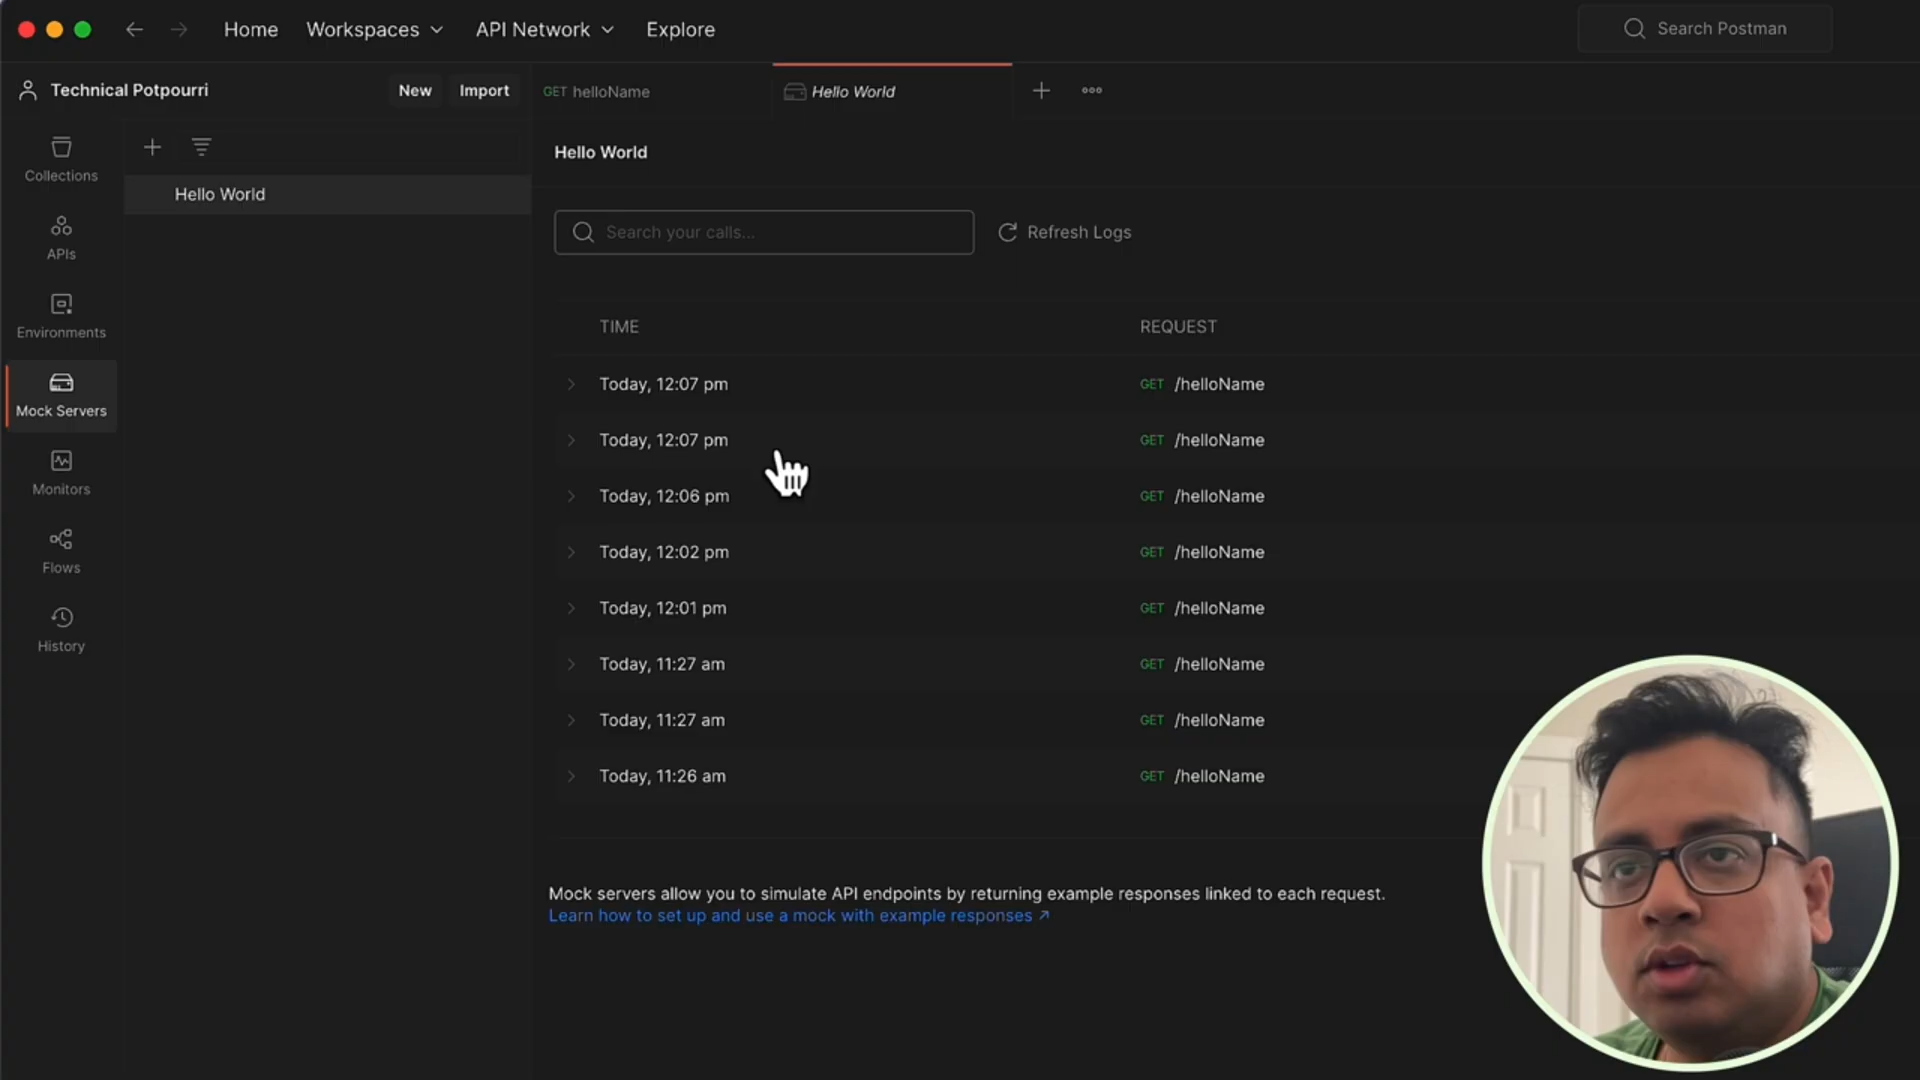 Home Workspaces API Network Explore Search Postman
Technical Potpourri New Import GET helloName Hello World
Collections
APIs
Environments
Mock Servers
Monitors
Flows
History
Hello World
Hello World
Search your calls... Refresh Logs
TIME REQUEST
Today, 12:07 pm GET /helloName
Today, 12:07 pm GET /helloName
Today, 12:06 pm GET /helloName
Today, 12:02 pm GET /helloName
Today, 12:01 pm GET /helloName
Today, 11:27 am GET /helloName
Today, 11:27 am GET /helloName
Today, 11:26 am GET /helloName
Mock servers allow you to simulate API endpoints by returning example responses linked to each request.
Learn how to set up and use a mock with example responses ↗